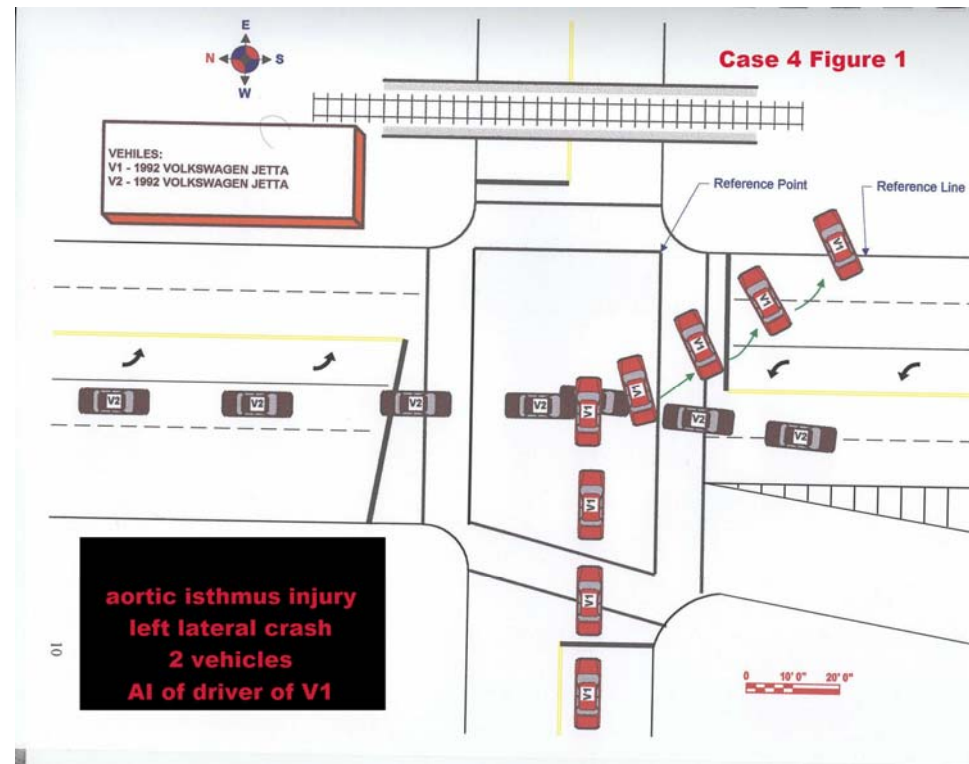 E
N
S
W
Case 4 Figure 1
VEHILES:
V1 - 1992 VOLKSWAGEN JETTA
V2 - 1992 VOLKSWAGEN JETTA
Reference Point
Reference Line
V1
V1
V1
V2
V2
V2
V2
V1
V1
V2
V2
V1
V1
V1
aortic isthmus injury
left lateral crash
2 vehicles
AI of driver of V1
10
0 10' 0" 20' 0"